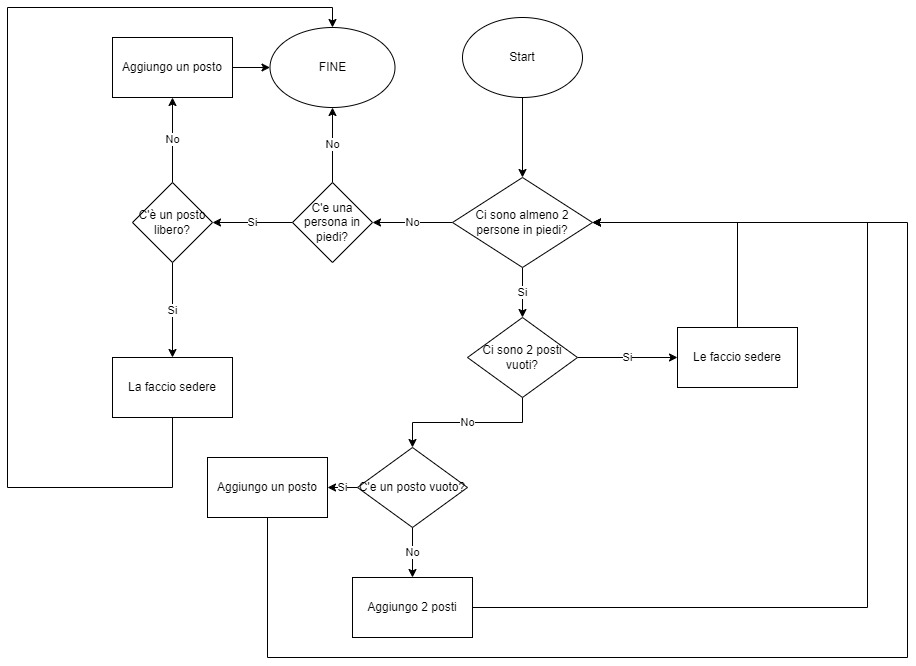 Start
FINE
Aggiungo un posto
No
No
C'è un posto
libero?
Si
C'e una
persona in
piedi?
No
Ci sono almeno 2
persone in piedi?
Si
Si
Ci sono 2 posti
vuoti?
Si
Le faccio sedere
La faccio sedere
No
Aggiungo un posto
Si
C'e un posto vuoto?
No
Aggiungo 2 posti